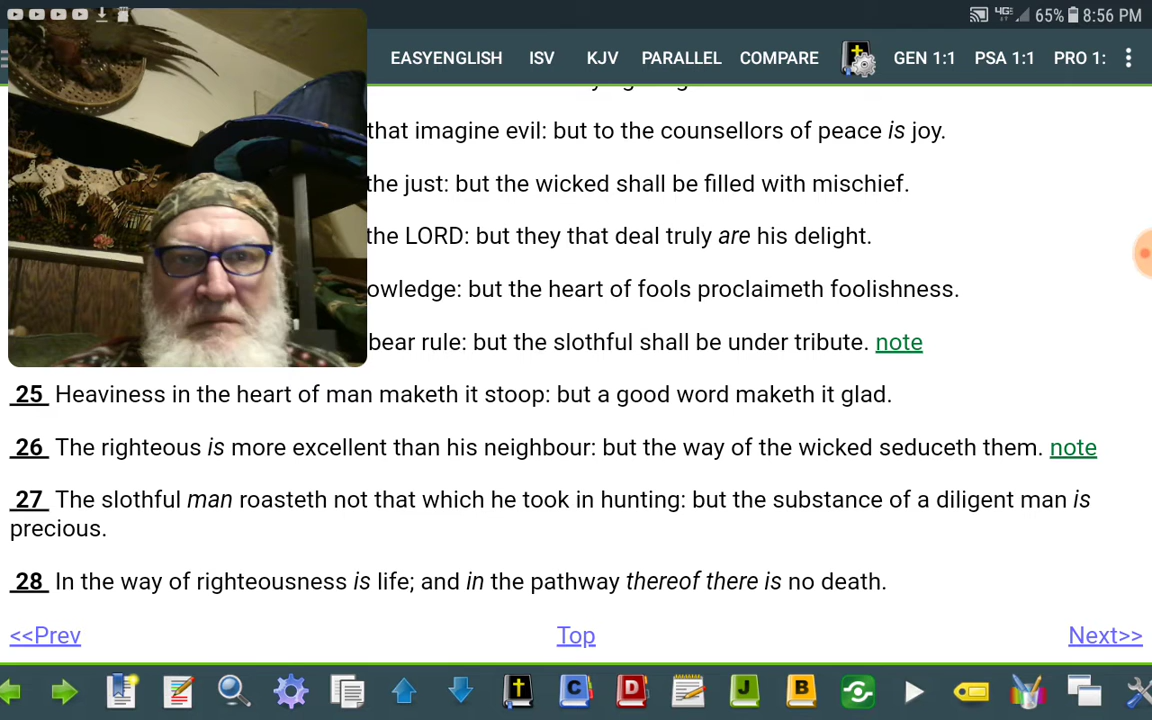 65% 8:56 PM
EASYENGLISH ISV KJV PARALLEL COMPARE GEN 1:1 PSA 1:1 PRO 1:
that imagine evil: but to the counsellors of peace is joy.
the just: but the wicked shall be filled with mischief.
the LORD: but they that deal truly are his delight.
owledge: but the heart of fools proclaimeth foolishness.
bear rule: but the slothful shall be under tribute. note
25 Heaviness in the heart of man maketh it stoop: but a good word maketh it glad.
26 The righteous is more excellent than his neighbour: but the way of the wicked seduceth them. note
27 The slothful man roasteth not that which he took in hunting: but the substance of a diligent man is
precious.
28 In the way of righteousness is life; and in the pathway thereof there is no death.
<<Prev Top Next>>
C D J B